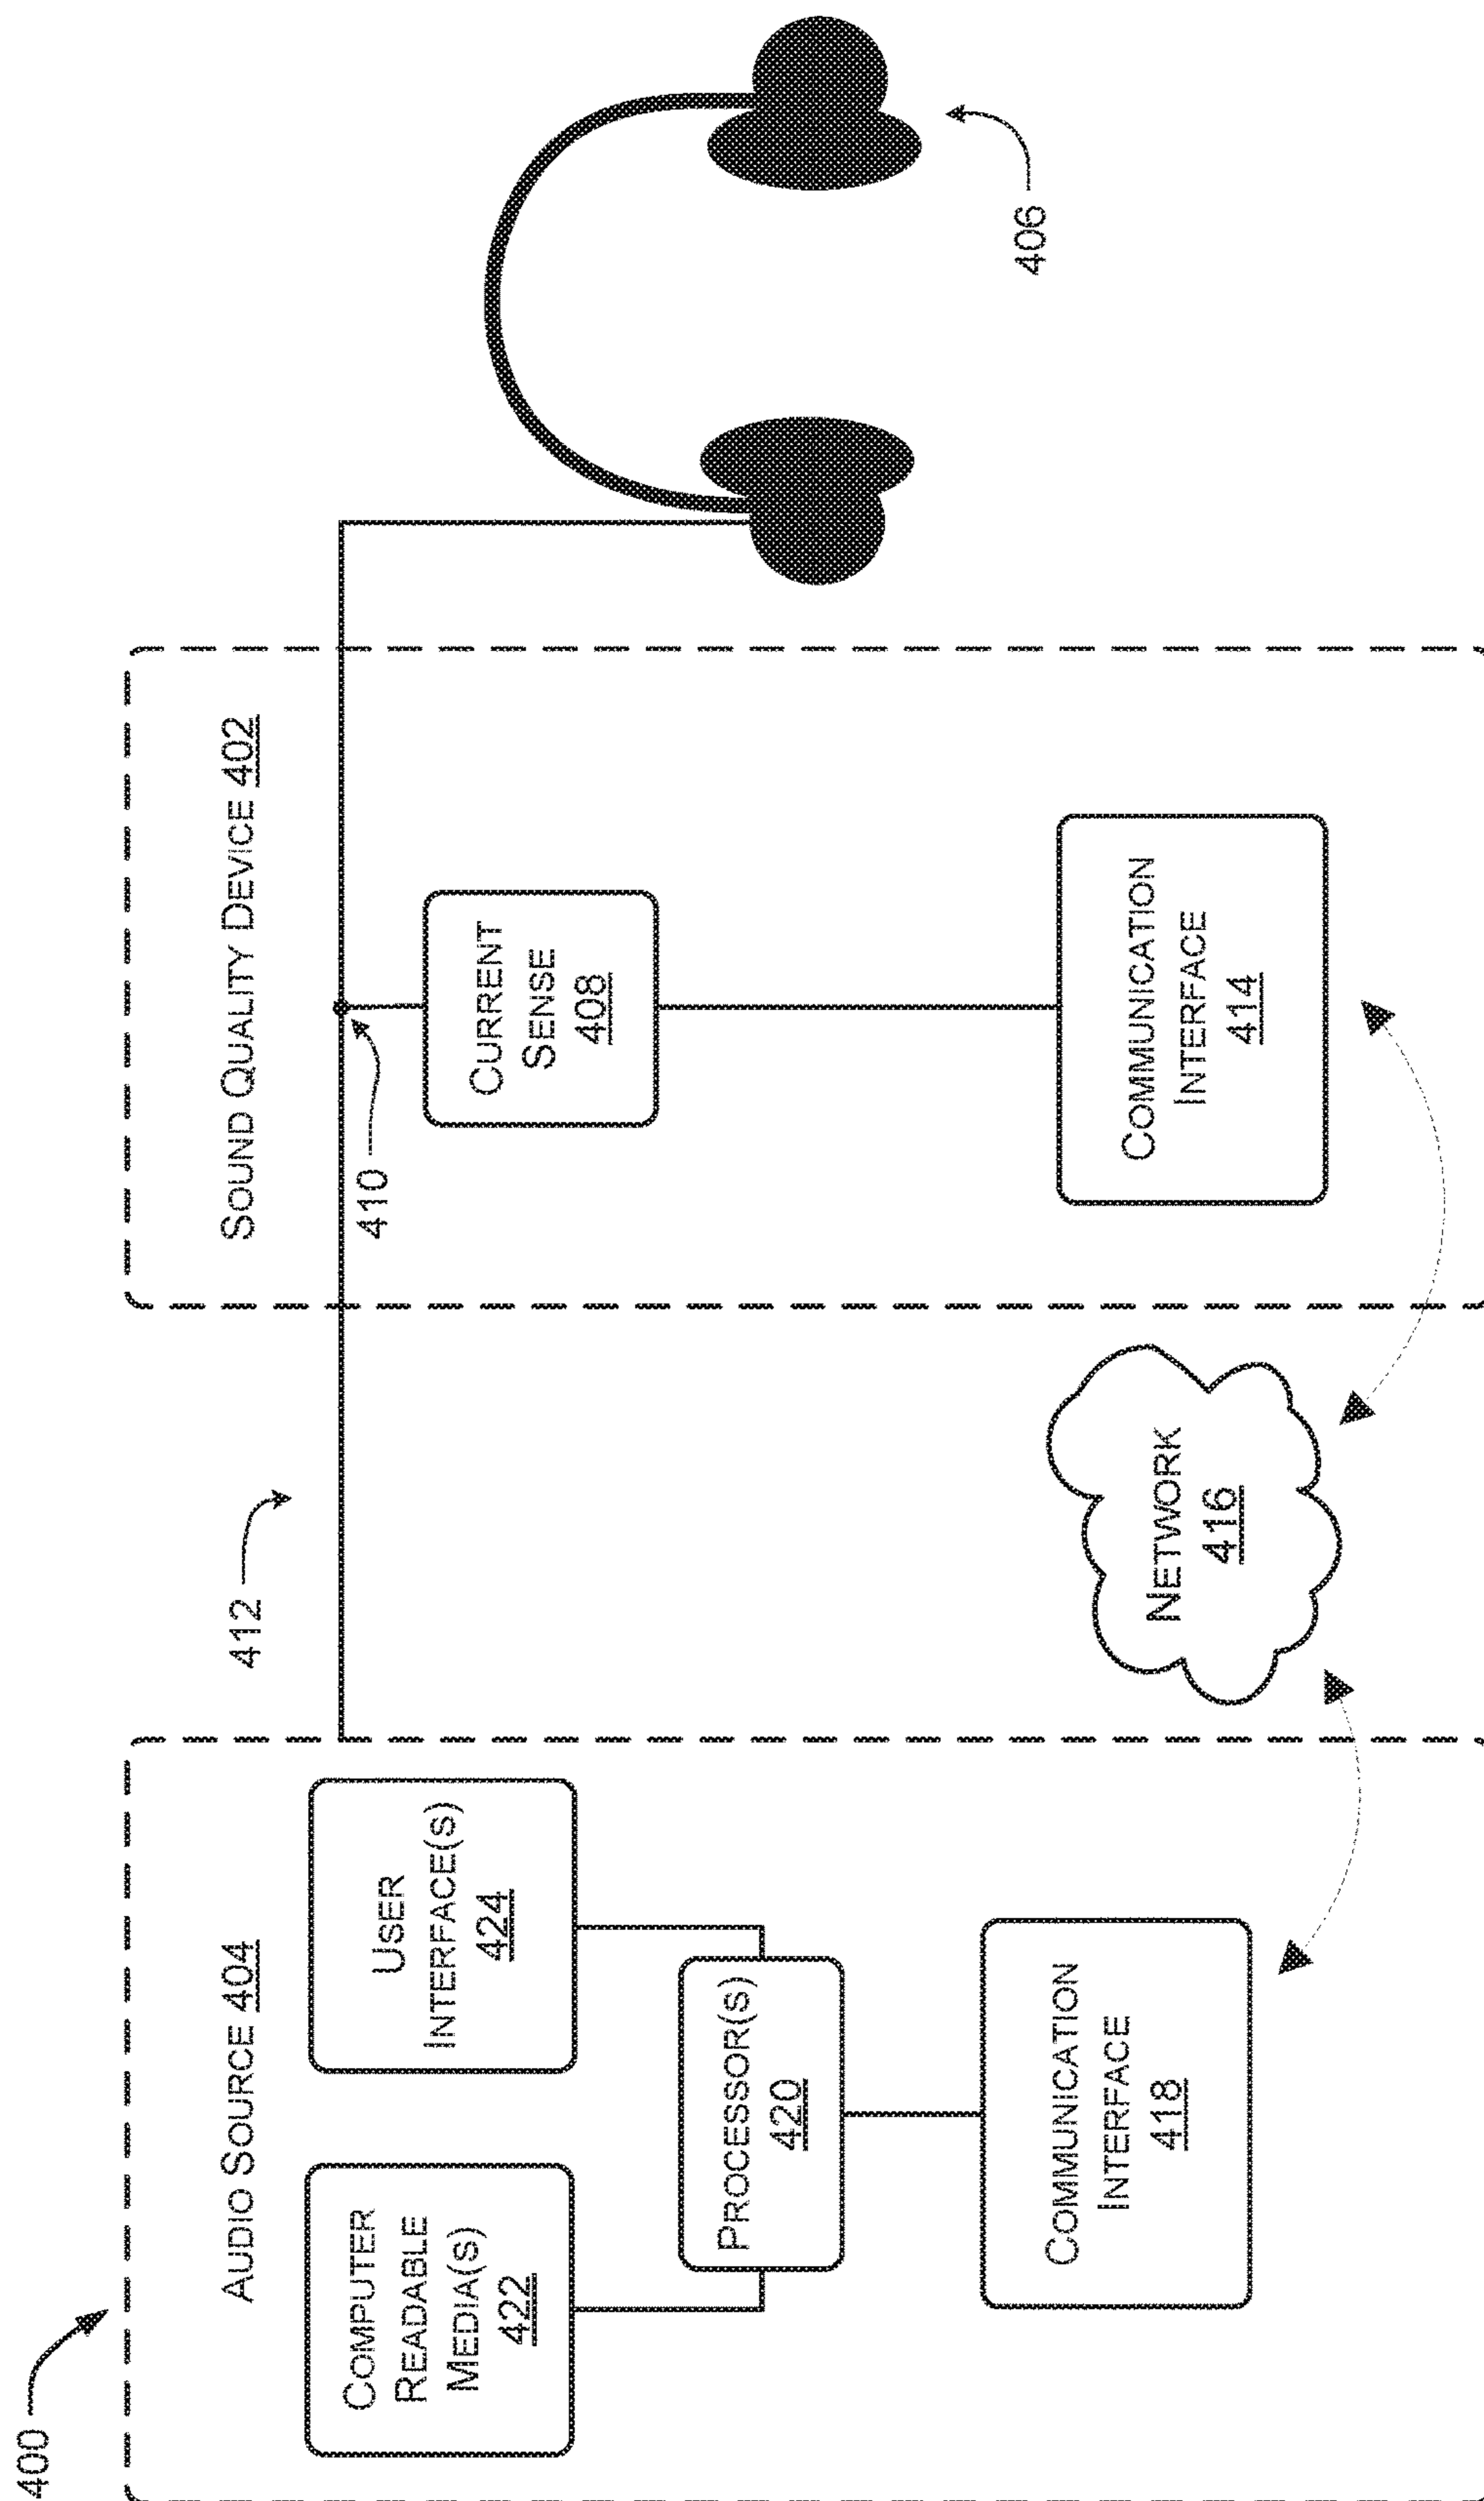 400
AUDIO SOURCE 404
COMPUTER
READABLE
MEDIA(S)
422
USER
INTERFACE(S)
424
PROCESSOR(S)
420
COMMUNICATION
INTERFACE
418
412
NETWORK
416
SOUND QUALITY DEVICE 402
410
CURRENT
SENSE
408
COMMUNICATION
INTERFACE
414
406